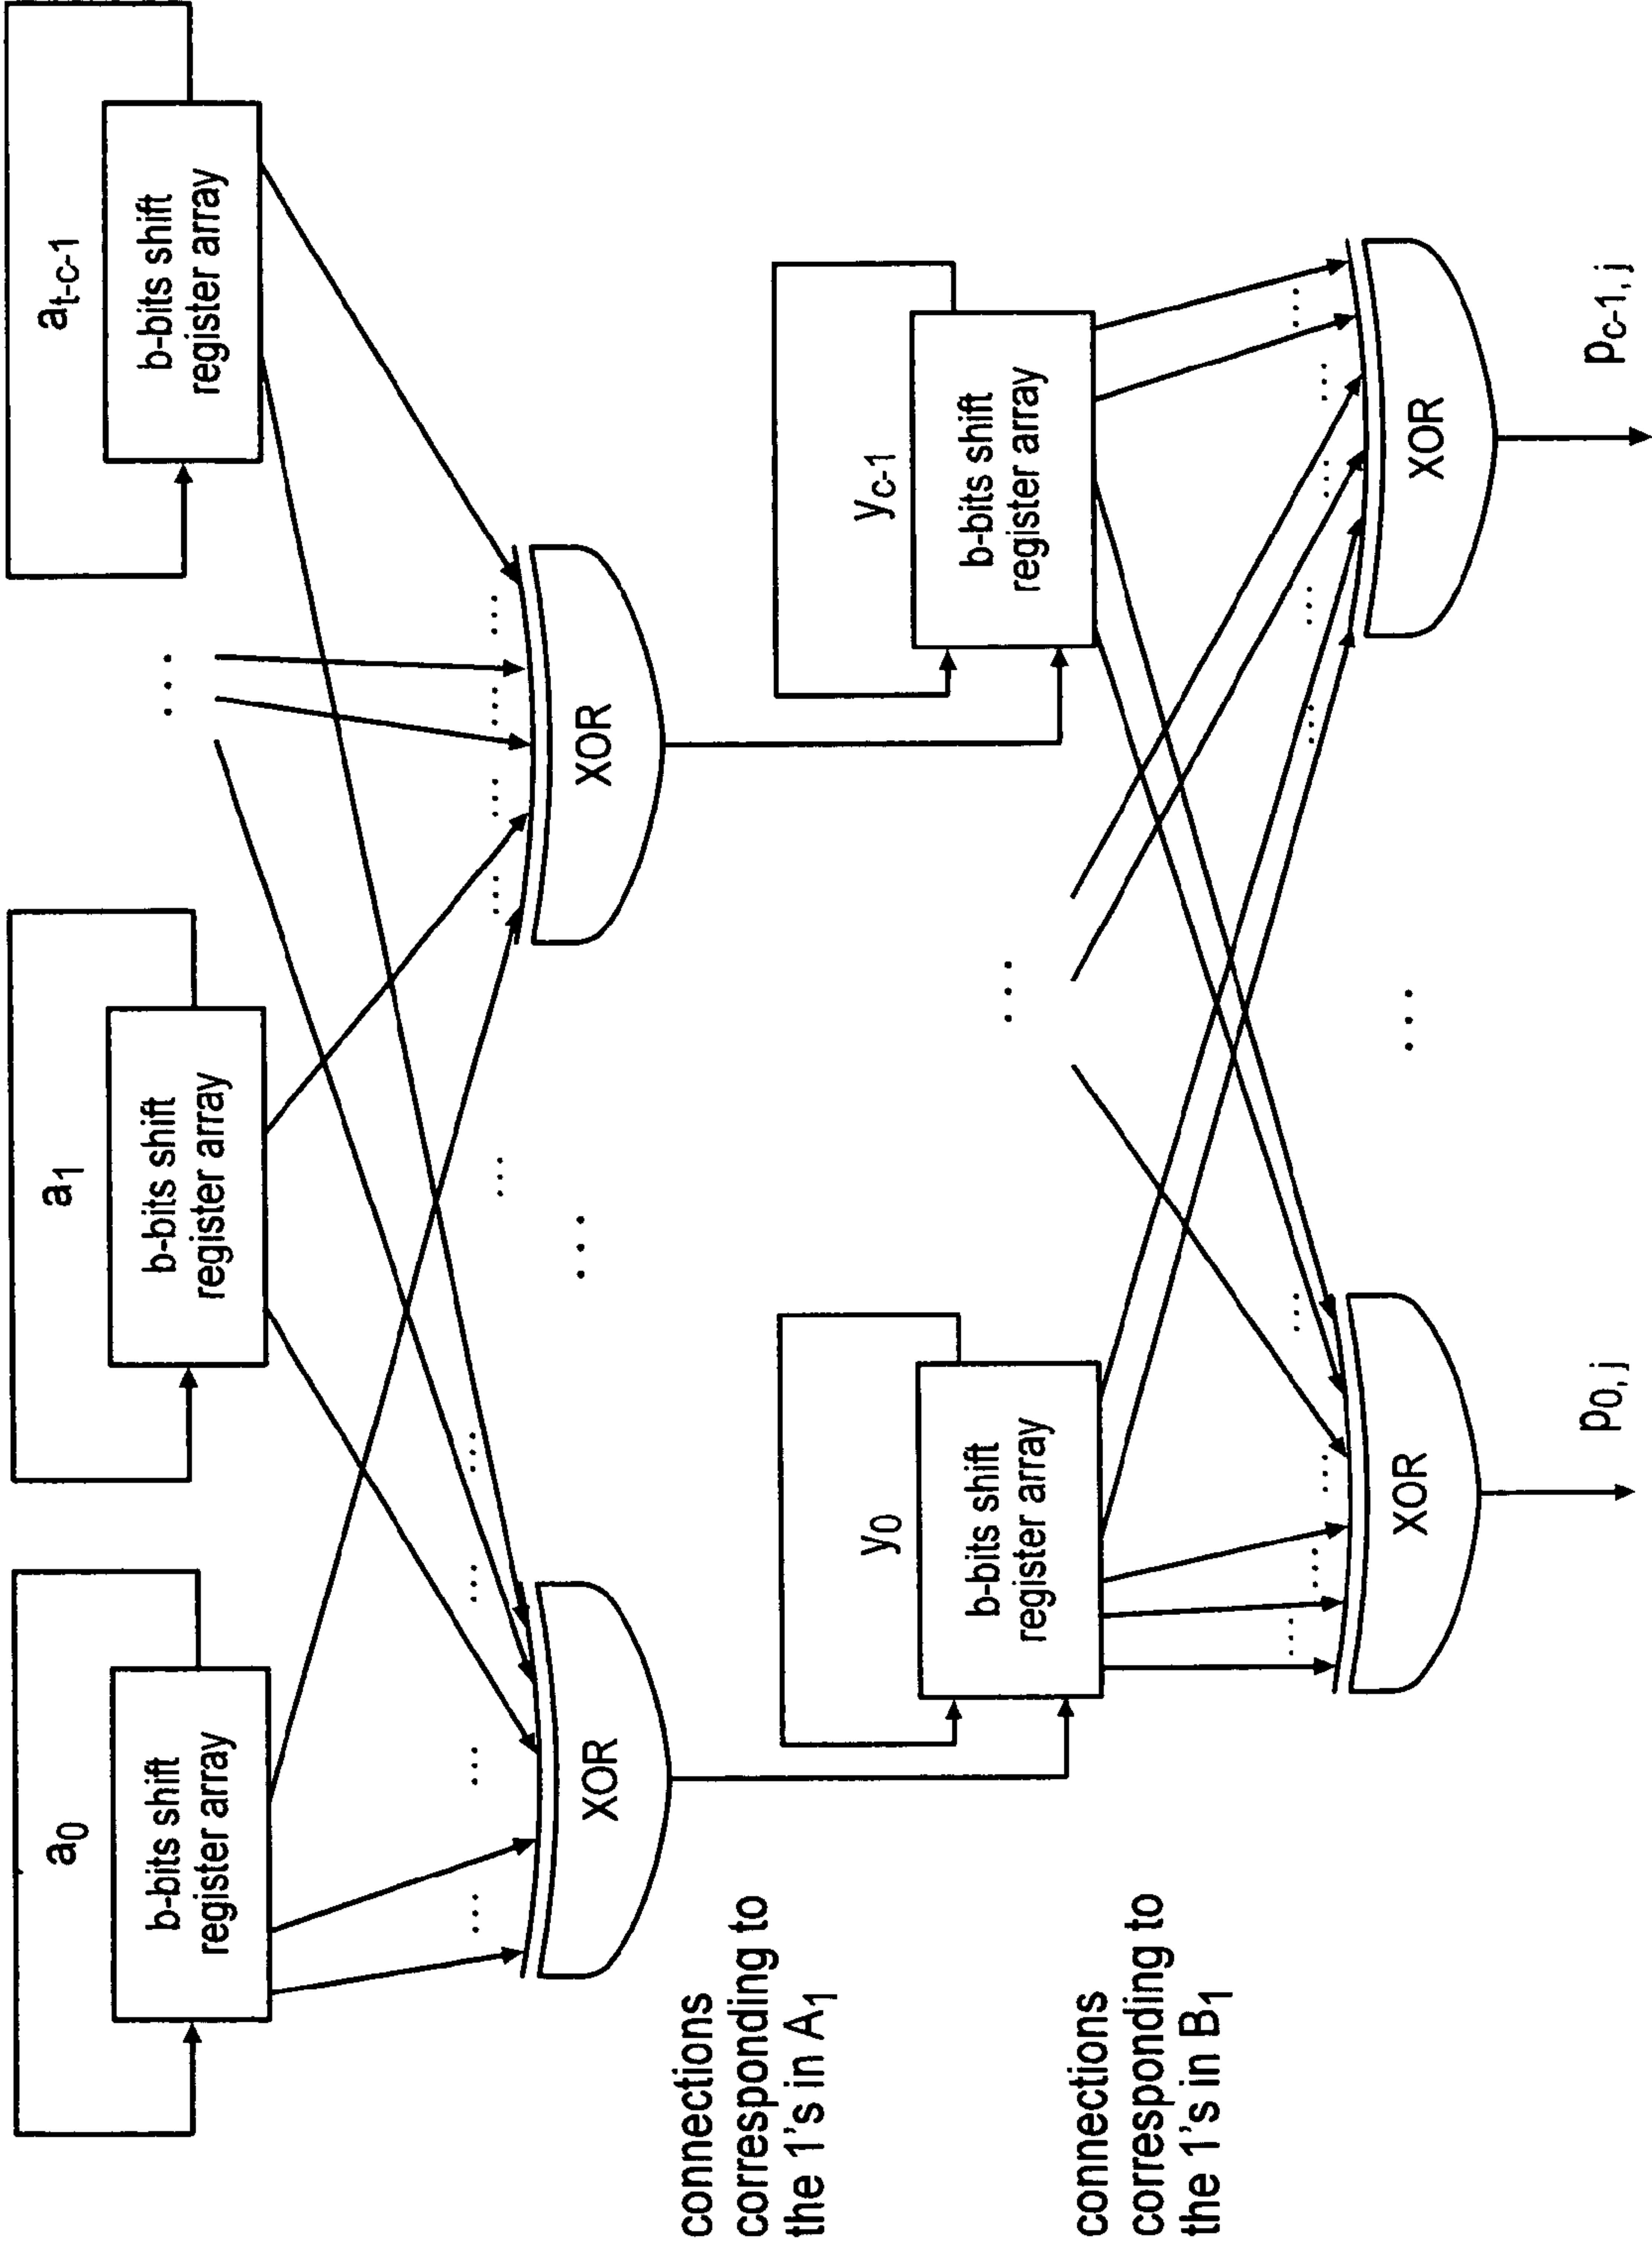 a0
b-bits shift
register array
a1
b-bits shift
register array
...
at-c-1
b-bits shift
register array
... ... ... ... ... ... ... ... ...
XOR
...
XOR
connections
corresponding to
the 1's in A1
y0
b-bits shift
register array
...
yc-1
b-bits shift
register array
connections
corresponding to
the 1's in B1
... ... ... ... ... ... ... ... ...
XOR
...
XOR
p0, j
pc-1, j